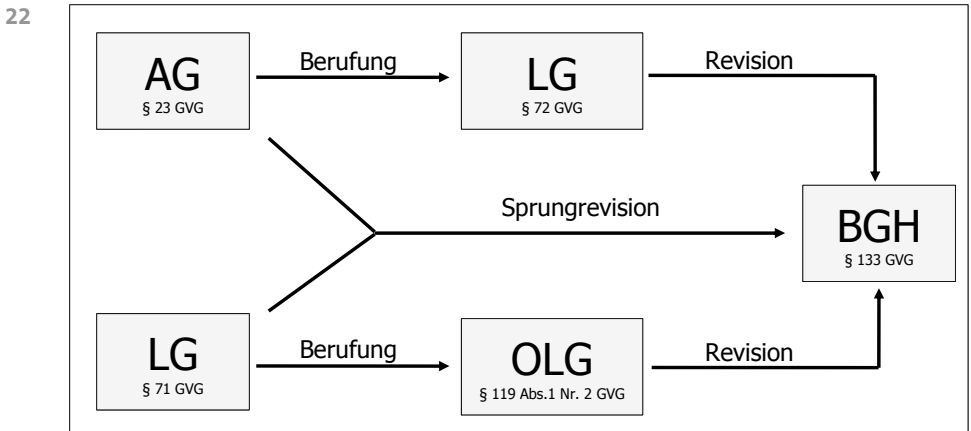 22
AG
§ 23 GVG
Berufung
LG
§ 72 GVG
Revision
Sprungrevision
BGH
§ 133 GVG
LG
§ 71 GVG
Berufung
OLG
§ 119 Abs.1 Nr. 2 GVG
Revision